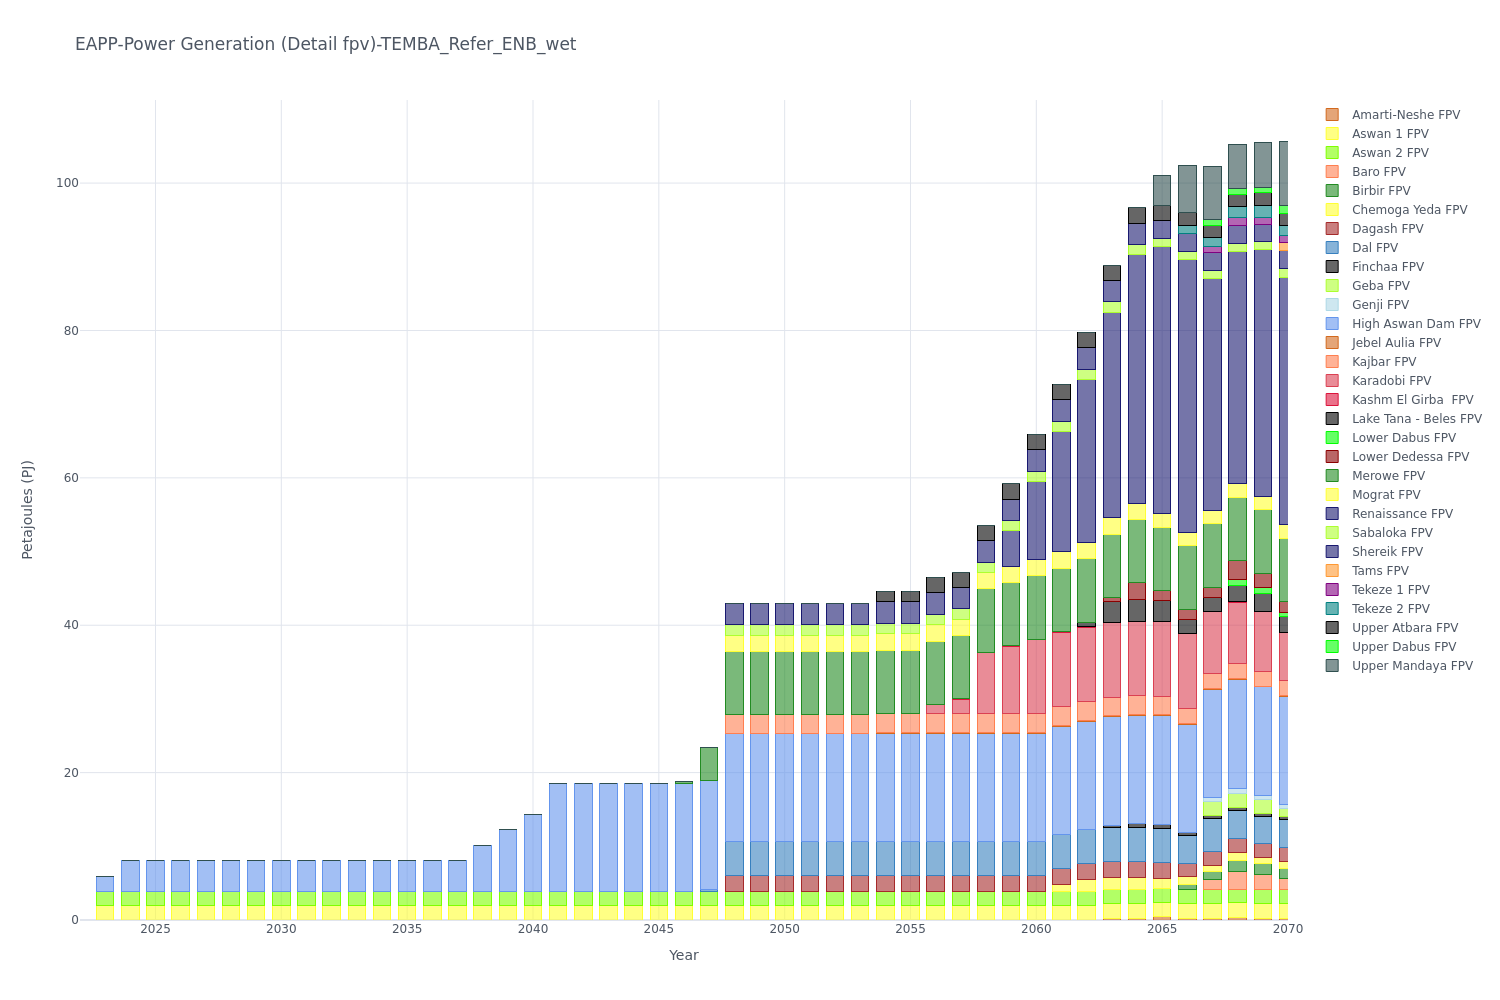 EAPP-Power Generation (Detail fpv)-TEMBA_Refer_ENB_wet
Petajoules (PJ)
100
80
60
40
20
0
2025
2030
2035
2040
2045
2050
2055
2060
2065
2070
Year
Amarti-Neshe FPV
Aswan 1 FPV
Aswan 2 FPV
Baro FPV
Birbir FPV
Chemoga Yeda FPV
Dagash FPV
Dal FPV
Finchaa FPV
Geba FPV
Genji FPV
High Aswan Dam FPV
Jebel Aulia FPV
Kajbar FPV
Karadobi FPV
Kashm El Girba  FPV
Lake Tana - Beles FPV
Lower Dabus FPV
Lower Dedessa FPV
Merowe FPV
Mograt FPV
Renaissance FPV
Sabaloka FPV
Shereik FPV
Tams FPV
Tekeze 1 FPV
Tekeze 2 FPV
Upper Atbara FPV
Upper Dabus FPV
Upper Mandaya FPV